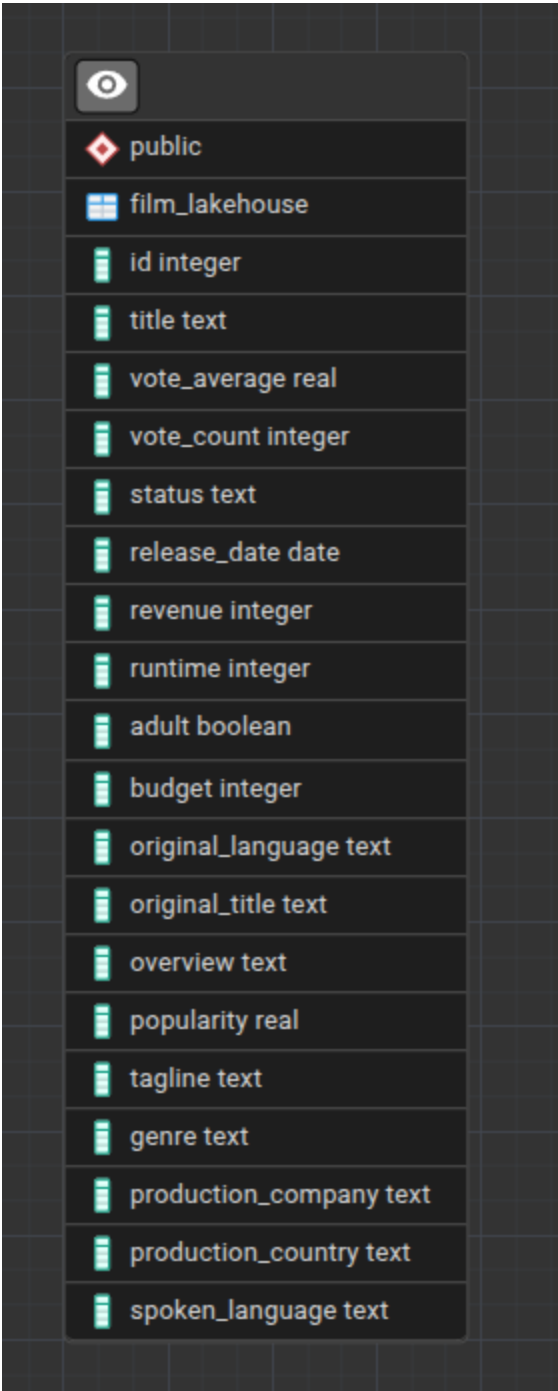 public
film_lakehouse
id integer
title text
vote_average real
vote_count integer
status text
release_date date
revenue integer
runtime integer
adult boolean
budget integer
original_language text
original_title text
overview text
popularity real
tagline text
genre text
production_company text
production_country text
spoken_language text